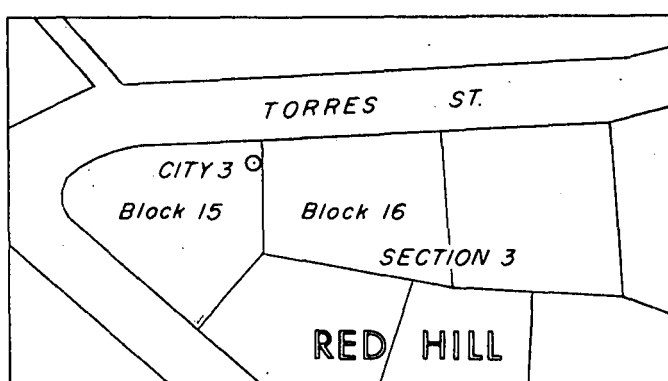 TORRES ST.
CITY 3
Block 15
Block 16
SECTION 3
RED HILL